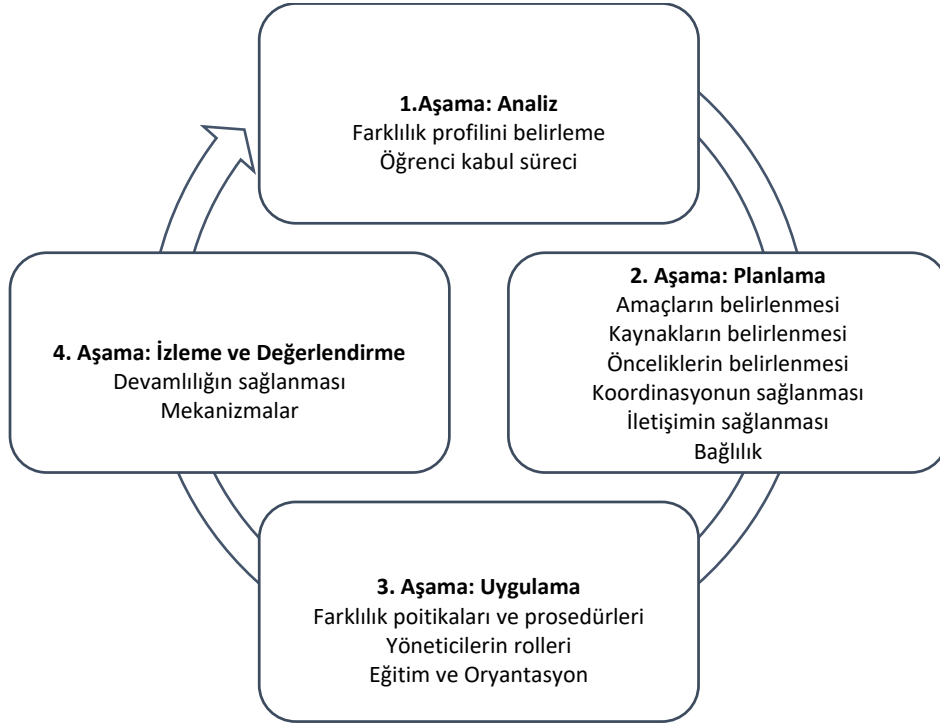 1.Aşama: Analiz
Farklılık profilini belirleme
Öğrenci kabul süreci
2. Aşama: Planlama
Amaçların belirlenmesi
Kaynakların belirlenmesi
Önceliklerin belirlenmesi
Koordinasyonun sağlanması
İletişimin sağlanması
Bağlılık
3. Aşama: Uygulama
Farklılık poitikaları ve prosedürleri
Yöneticilerin rolleri
Eğitim ve Oryantasyon
4. Aşama: İzleme ve Değerlendirme
Devamlılığın sağlanması
Mekanizmalar